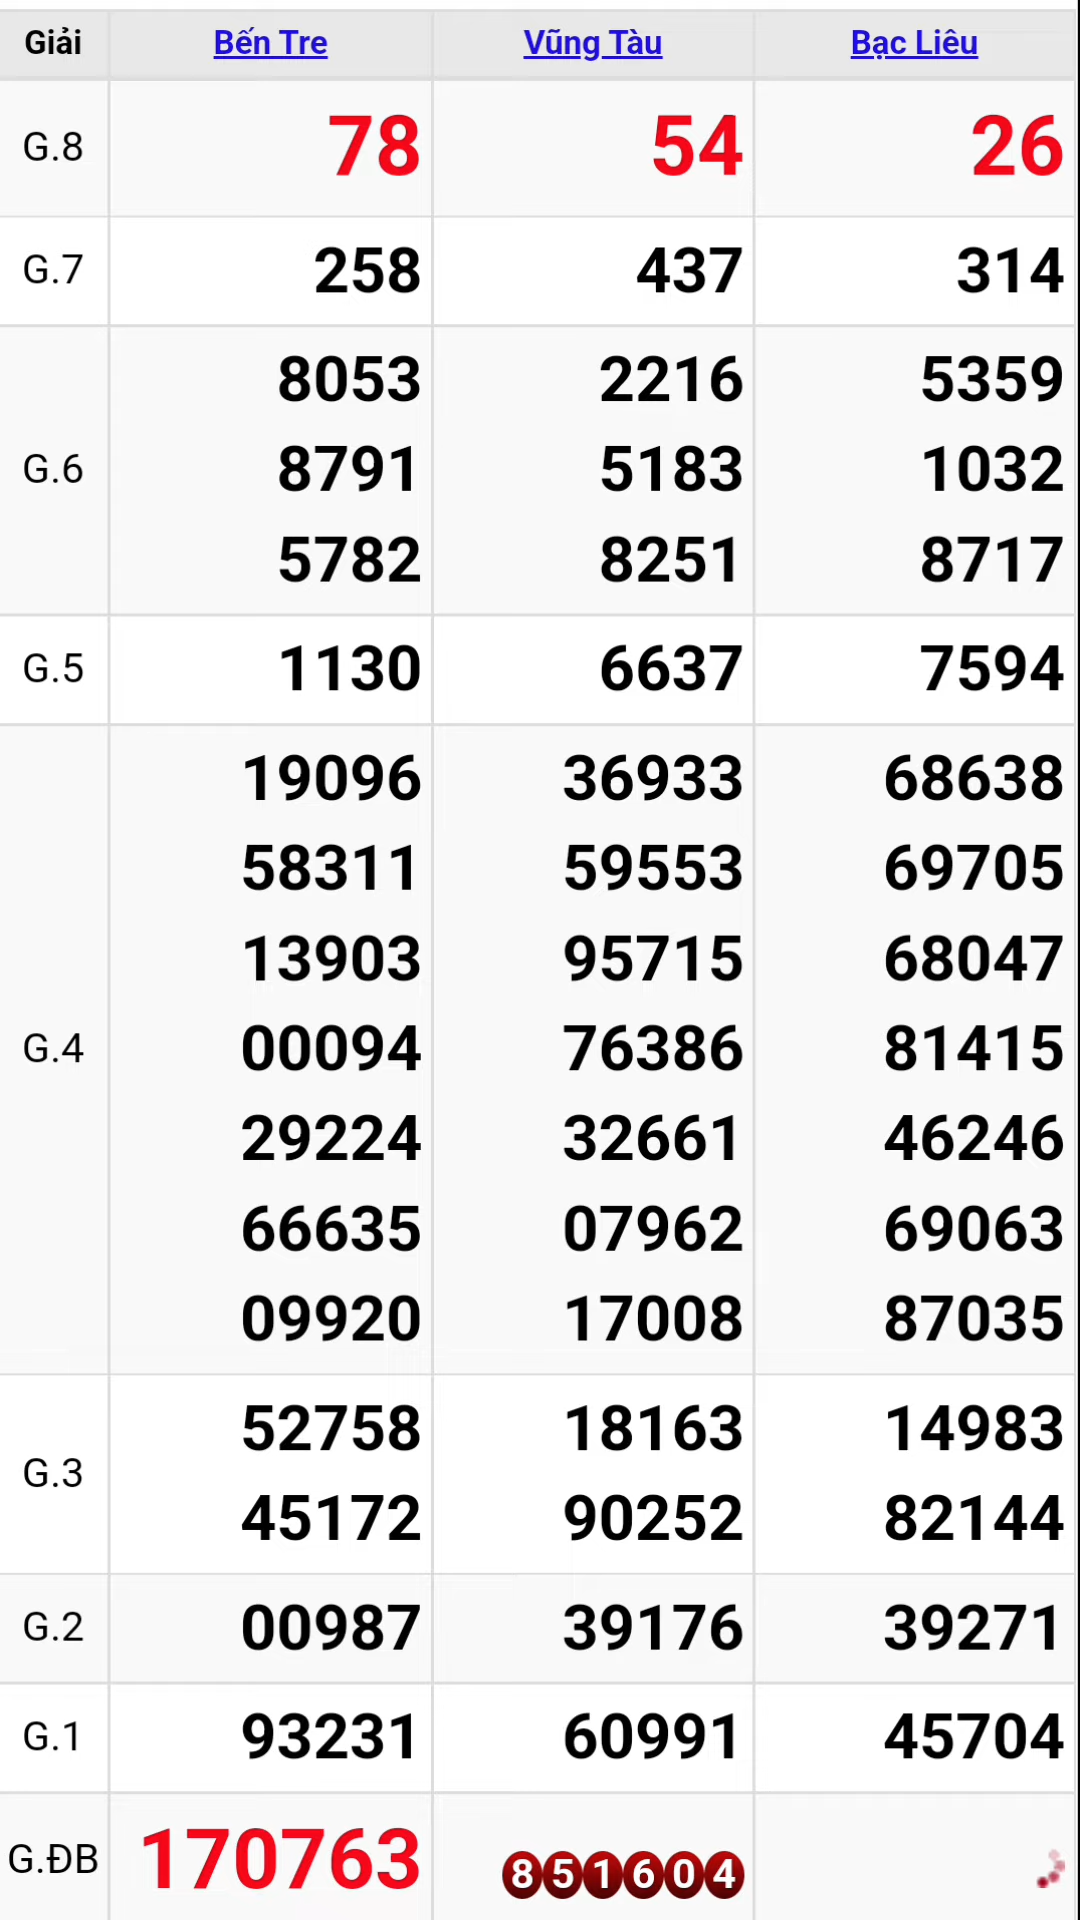 Giải Bến Tre Vũng Tàu Bạc Liêu
G.8 78 54 26
G.7 258 437 314
8053 2216 5359
G.6 8791 5183 1032
5782 8251 8717
G.5 1130 6637 7594
19096 36933 68638
58311 59553 69705
13903 95715 68047
G.4 00094 76386 81415
29224 32661 46246
66635 07962 69063
09920 17008 87035
G.3
52758 18163 14983
45172 90252 82144
G.2 00987 39176 39271
G.1 93231 60991 45704
G.ĐB 170763 851604